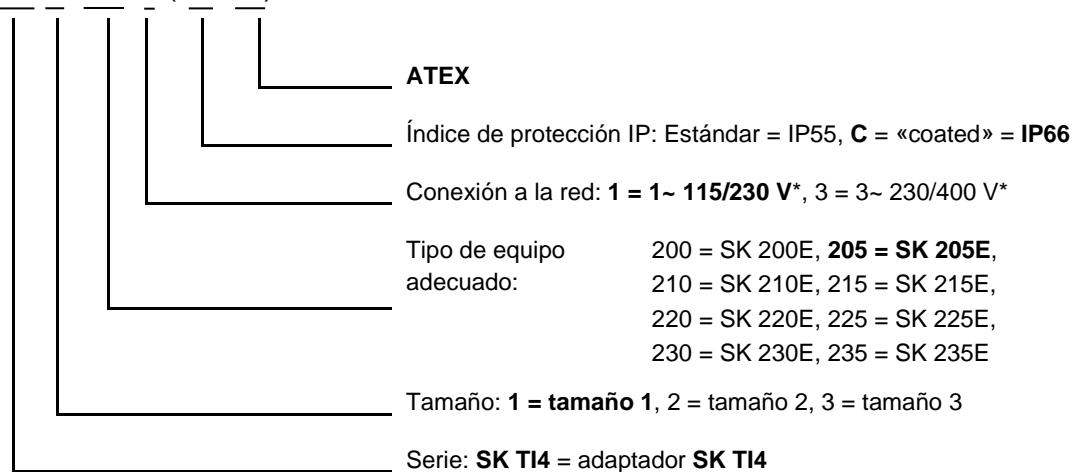 ATEX
Índice de protección IP: Estándar = IP55, C = «coated» = IP66
Conexión a la red: 1 = 1~ 115/230 V*, 3 = 3~ 230/400 V*
Tipo de equipo adecuado:
200 = SK 200E, 205 = SK 205E,
210 = SK 210E, 215 = SK 215E,
220 = SK 220E, 225 = SK 225E,
230 = SK 230E, 235 = SK 235E
Tamaño: 1 = tamaño 1, 2 = tamaño 2, 3 = tamaño 3
Serie: SK TI4 = adaptador SK TI4